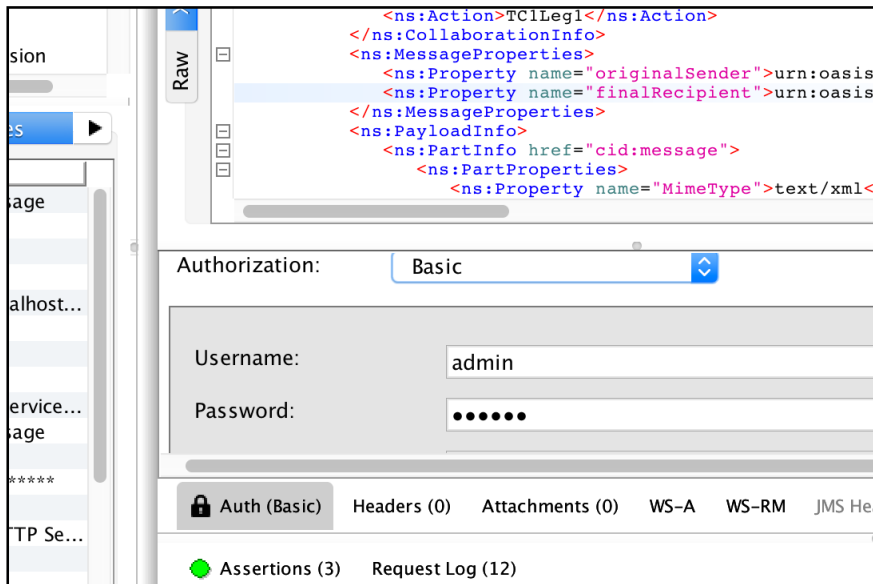 <ns:Action>TC1Leg1</ns:Action>
</ns:CollaborationInfo>
<ns:MessageProperties>
<ns:Property name="originalSender">urn:oasis
<ns:Property name="finalRecipient">urn:oasis
</ns:MessageProperties>
<ns:PayloadInfo>
<ns:PartInfo href="cid:message">
<ns:PartProperties>
<ns:Property name="MimeType">text/xml<
Raw
sion
es
sage
alhost...
ervice...
sage
*****
TTP Se...
Authorization:
Basic
Username:
admin
Password:
••••••
Auth (Basic)
Headers (0)
Attachments (0)
WS-A
WS-RM
JMS He
Assertions (3)
Request Log (12)